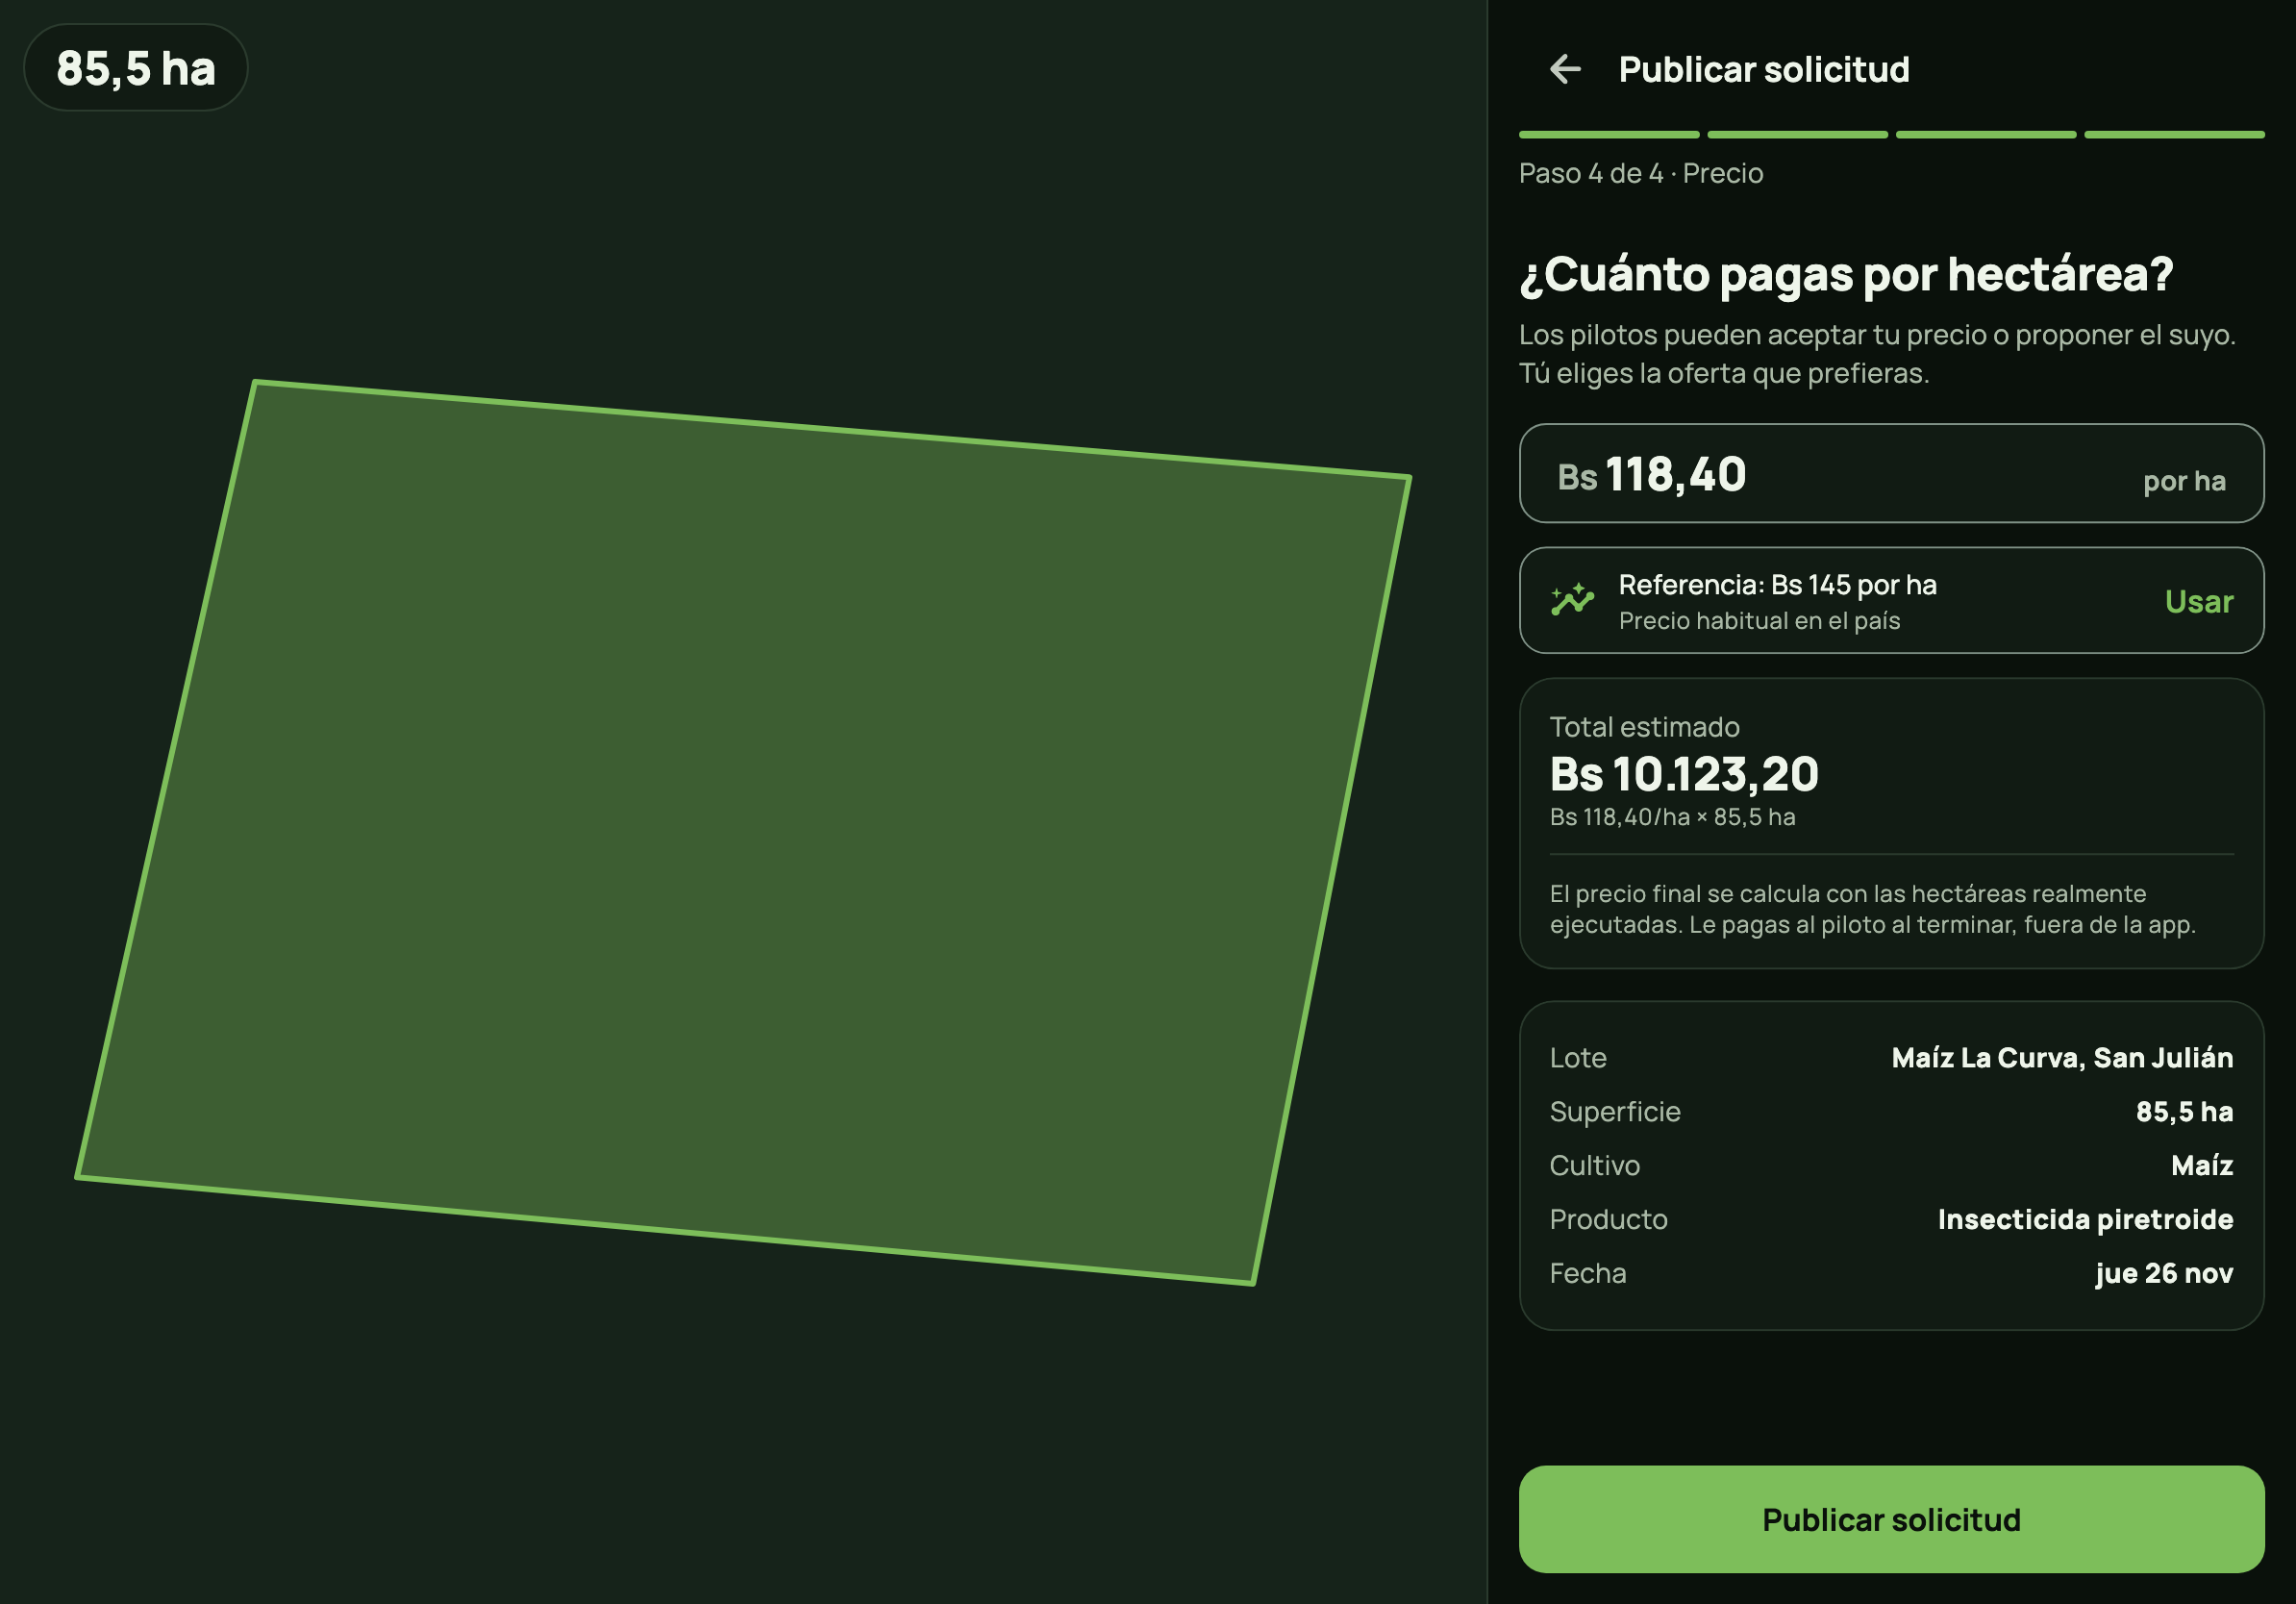 85,5 ha
Publicar solicitud
Paso 4 de 4 · Precio
¿Cuánto pagas por hectárea?
Los pilotos pueden aceptar tu precio o proponer el suyo.
Tú eliges la oferta que prefieras.
Bs 118,40 por ha
Referencia: Bs 145 por ha
Precio habitual en el país
Usar
Total estimado
Bs 10.123,20
Bs 118,40/ha × 85,5 ha
El precio final se calcula con las hectáreas realmente
ejecutadas. Le pagas al piloto al terminar, fuera de la app.
Lote Maíz La Curva, San Julián
Superficie 85,5 ha
Cultivo Maíz
Producto Insecticida piretroide
Fecha jue 26 nov
Publicar solicitud